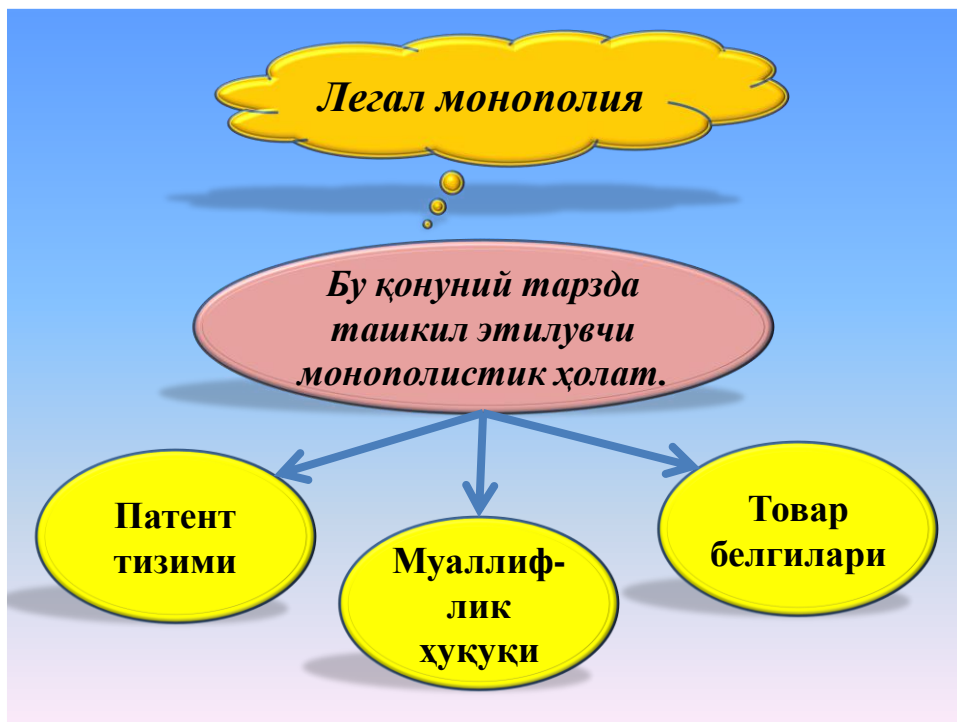 Легал монополия
Бу қонуний тарзда
ташкил этилувчи
монополистик ҳолат.
Патент
тизими
Муаллиф-
лик
ҳуқуқи
Товар
белгилари